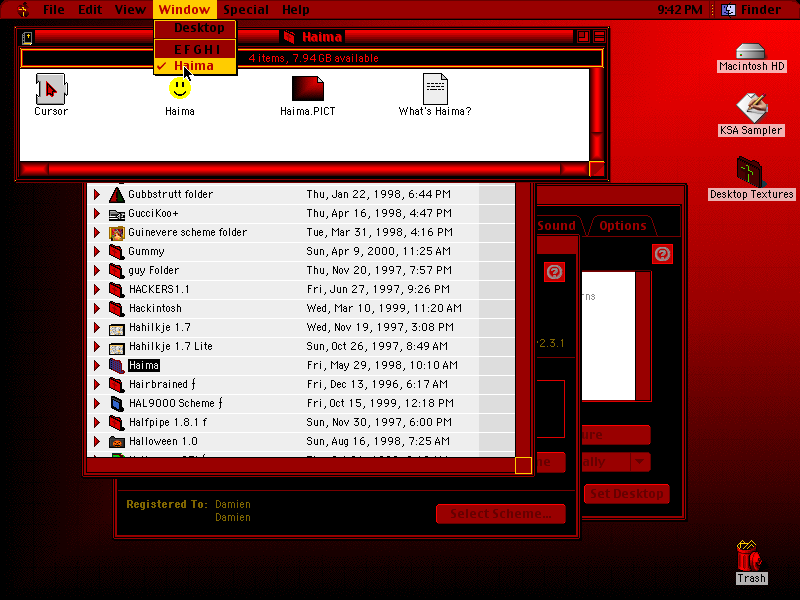 File Edit View Window Special Help 9:42 PM Finder
Desktop
E F G H I
Haima
Haima
4 items, 7.94 GB available
Cursor Haima Haima.PICT What's Haima?
Macintosh HD
KSA Sampler
Desktop Textures
Gubbstrutt folder Thu, Jan 22, 1998, 6:44 PM
GucciKoo+ Thu, Apr 16, 1998, 4:47 PM
Guinevere scheme folder Tue, Mar 31, 1998, 4:16 PM
Gummy Sun, Apr 9, 2000, 11:25 AM
guy Folder Thu, Nov 20, 1997, 7:57 PM
HACKERS1.1 Fri, Jun 27, 1997, 9:26 PM
Hackintosh Wed, Mar 10, 1999, 11:20 AM
Hahilkje 1.7 Wed, Nov 19, 1997, 3:08 PM
Hahilkje 1.7 Lite Sun, Oct 26, 1997, 8:49 AM
Haima Fri, May 29, 1998, 10:10 AM
Hairbrained ƒ Fri, Dec 13, 1996, 6:17 AM
HAL9000 Scheme ƒ Fri, Oct 15, 1999, 12:18 PM
Halfpipe 1.8.1 f Sun, Nov 30, 1997, 6:00 PM
Halloween 1.0 Sun, Aug 16, 1998, 7:25 AM
Sound Options
v2.3.1
Set Desktop
Registered To: Damien
Damien
Select Scheme...
Trash